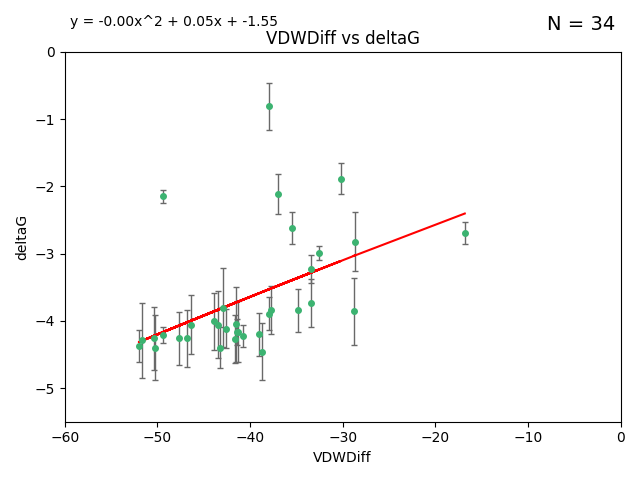 y = -0.00x^2 + 0.05x + -1.55
N = 34
VDWDiff vs deltaG
0
−1
−2
−3
−4
−5
deltaG
−60
−50
−40
−30
−20
−10
0
VDWDiff